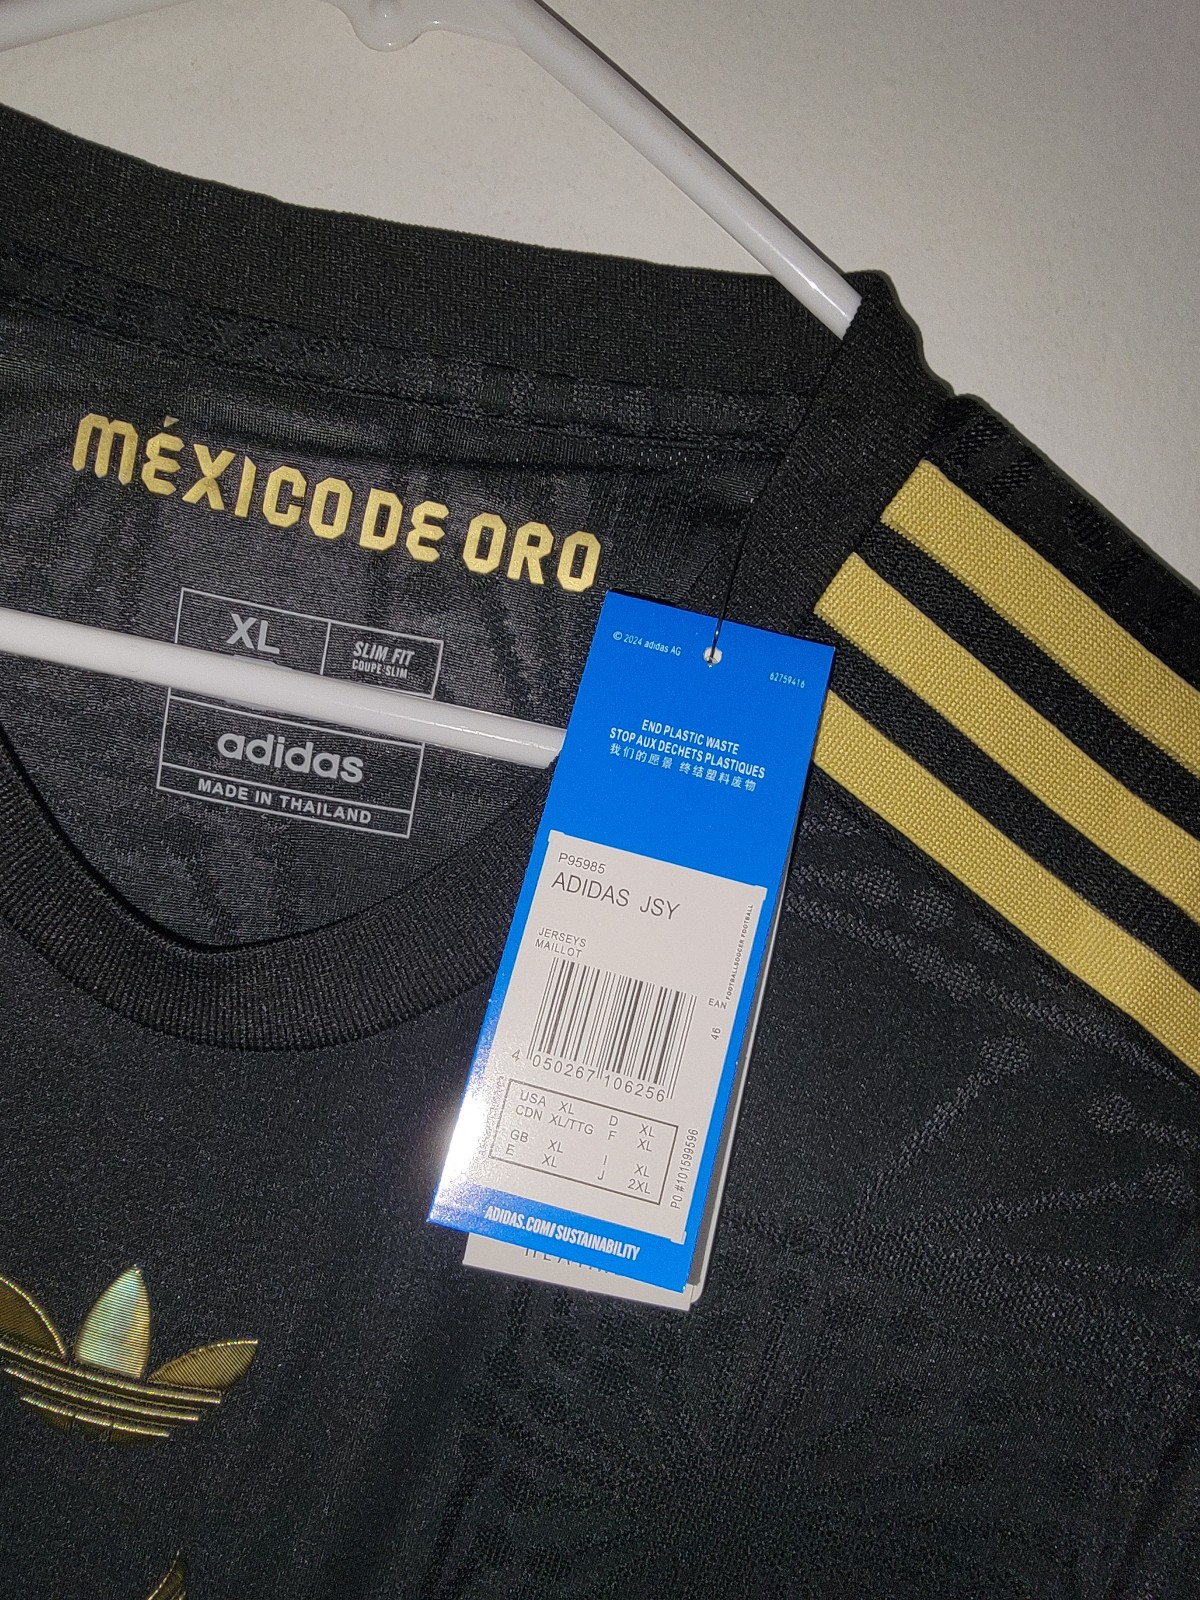 MÉXICO DE ORO
XL
SLIM FIT
COUPE SLIM
adidas
MADE IN THAILAND
© 2024 adidas AG
62759416
END PLASTIC WASTE
STOP AUX DECHETS PLASTIQUES
我们的愿景 终结塑料废物
P95985
ADIDAS JSY
JERSEYS
MAILLOT
FOOTBALL/SOCCER FOOTBALL
EAN
46
4 050267 106256
USA XL D XL
CDN XL/TTG F XL
GB XL I XL
E XL J 2XL
PO #101599596
ADIDAS.COM/SUSTAINABILITY